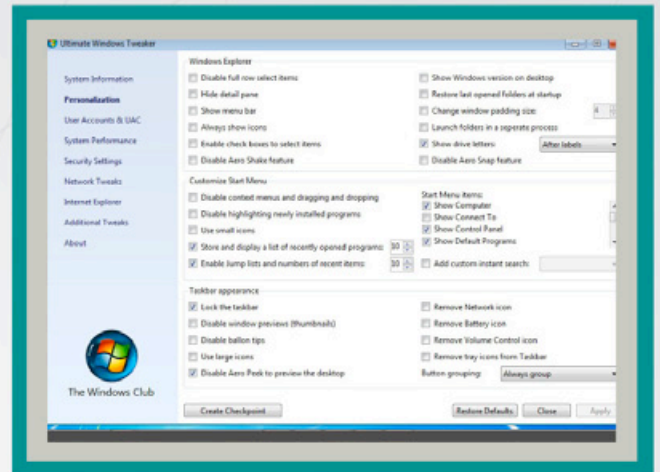 Ultimate Windows Tweaker
System Information
Personalization
User Accounts & UAC
System Performance
Security Settings
Network Tweaks
Internet Explorer
Additional Tweaks
About
The Windows Club
Windows Explorer
Disable full row select items
Hide detail pane
Show menu bar
Always show icons
Enable check boxes to select items
Disable Aero Shake feature
Show Windows version on desktop
Restore last opened folders at startup
Change window padding size:
4
Launch folders in a seperate process
Show drive letters:
After labels
Disable Aero Snap feature
Customize Start Menu
Disable context menus and dragging and dropping
Disable highlighting newly installed programs
Use small icons
Store and display a list of recently opened programs:
10
Enable Jump lists and numbers of recent items:
10
Start Menu items:
Show Computer
Show Connect To
Show Control Panel
Show Default Programs
Add custom instant search:
Taskbar appearance
Lock the taskbar
Disable window previews (thumbnails)
Disable ballon tips
Use large icons
Disable Aero Peek to preview the desktop
Remove Network icon
Remove Battery icon
Remove Volume Control icon
Remove tray icons from Taskbar
Button grouping:
Always group
Create Checkpoint
Restore Defaults
Close
Apply